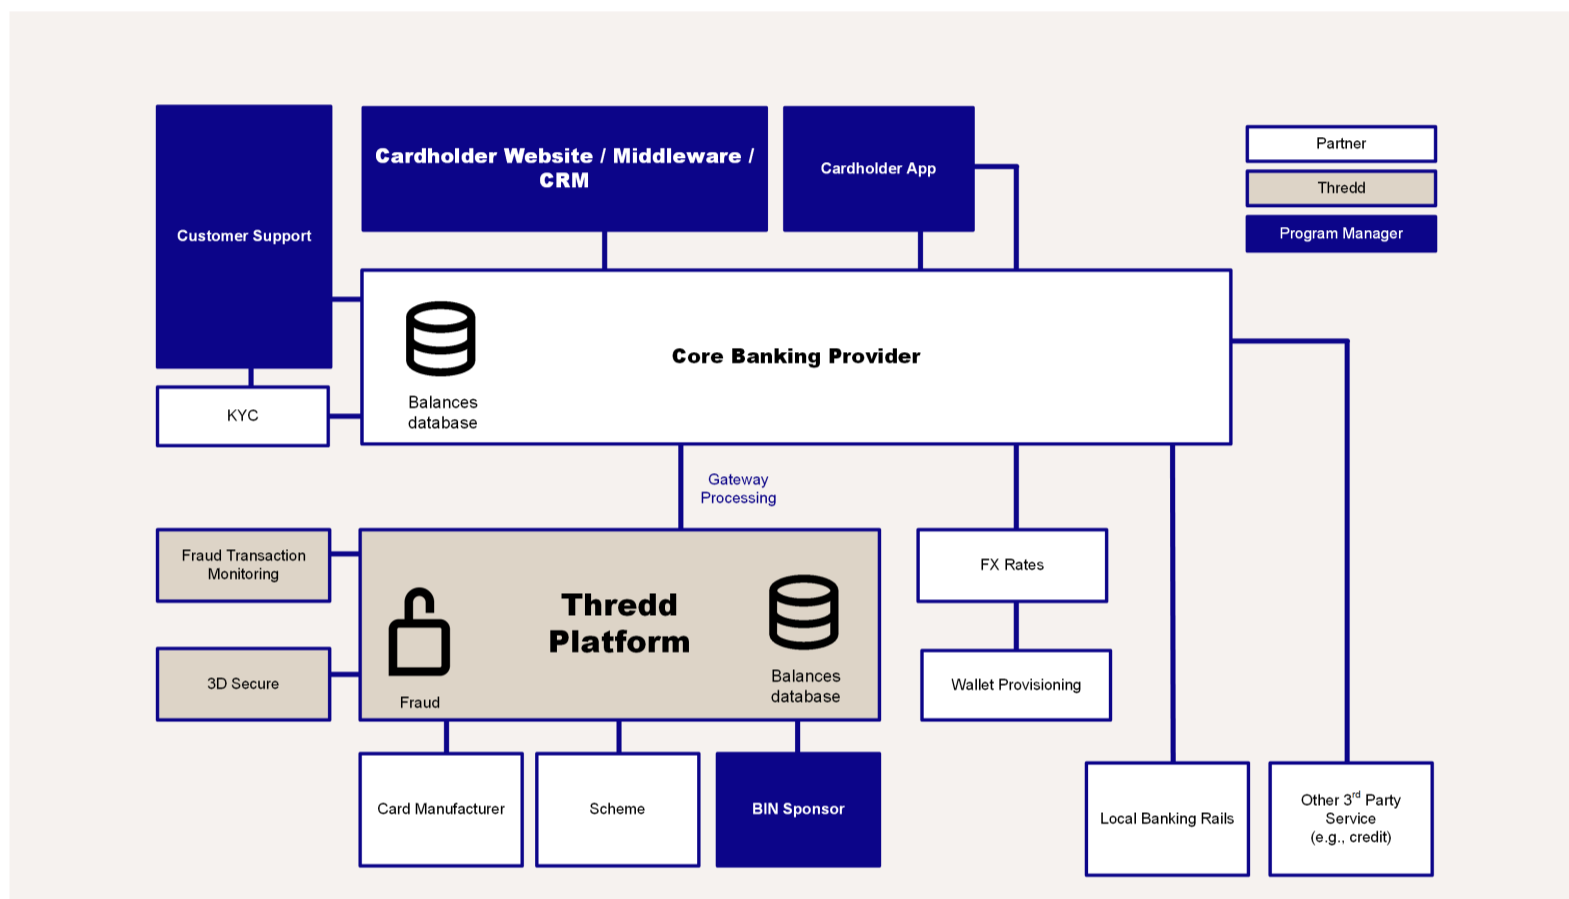 Cardholder Website / Middleware /
CRM
Cardholder App
Customer Support
Partner
Thredd
Program Manager
Core Banking Provider
Balances
database
KYC
Gateway
Processing
Fraud Transaction
Monitoring
3D Secure
Thredd
Platform
Fraud
Balances
database
FX Rates
Wallet Provisioning
Card Manufacturer
Scheme
BIN Sponsor
Local Banking Rails
Other 3rd Party
Service
(e.g., credit)